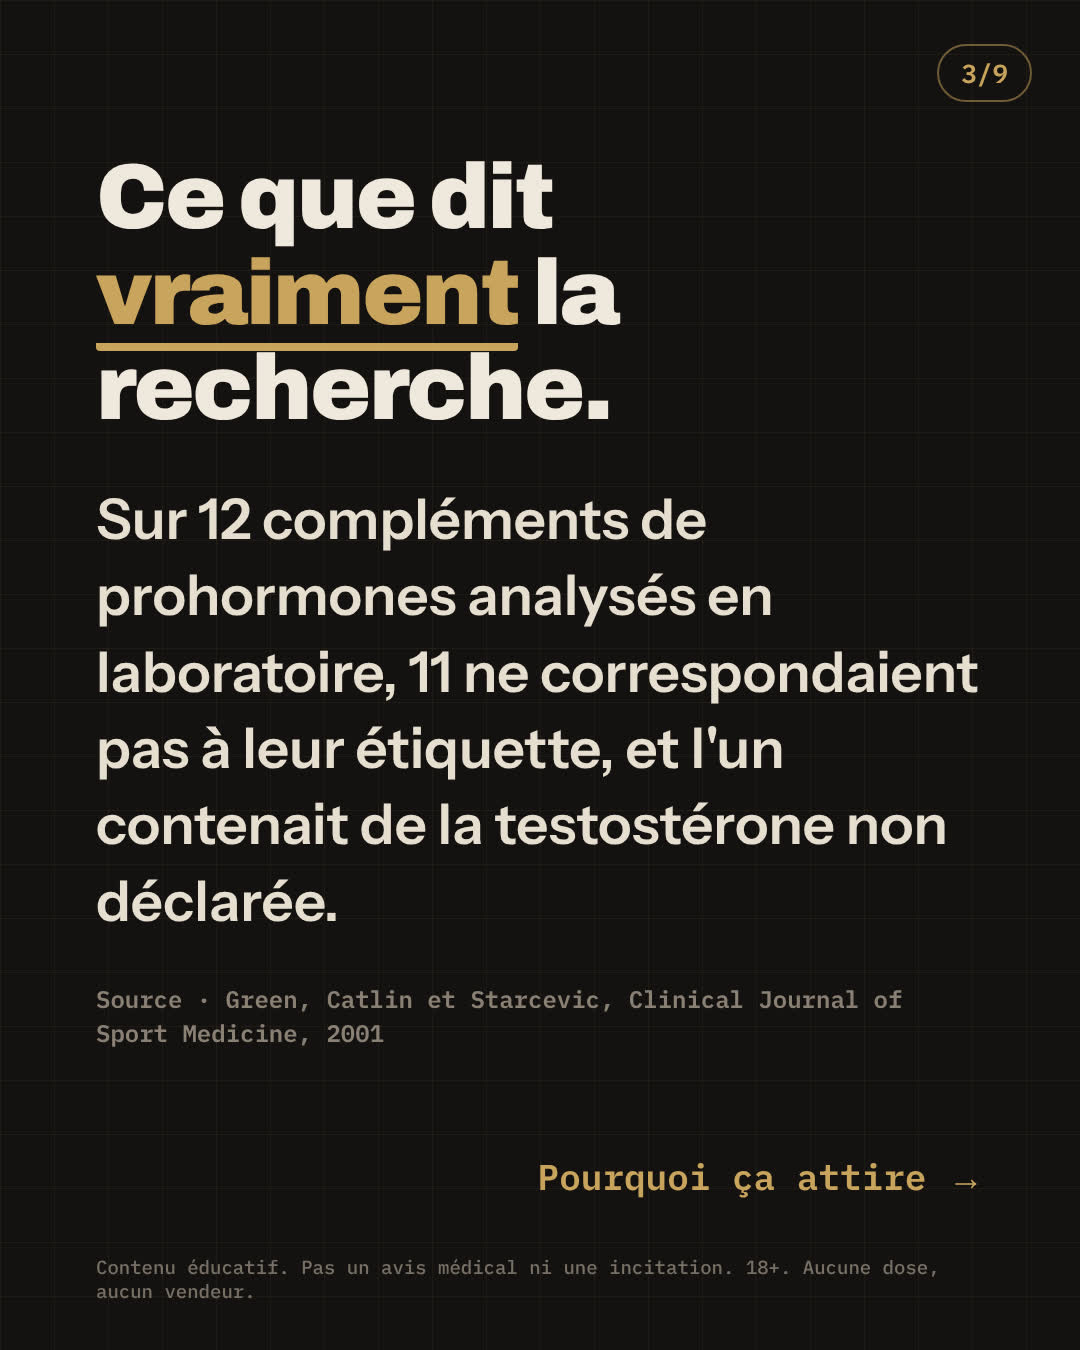 3/9
Ce que dit
vraiment la
recherche.
Sur 12 compléments de
prohormones analysés en
laboratoire, 11 ne correspondaient
pas à leur étiquette, et l'un
contenait de la testostérone non
déclarée.
Source · Green, Catlin et Starcevic, Clinical Journal of
Sport Medicine, 2001
Pourquoi ça attire →
Contenu éducatif. Pas un avis médical ni une incitation. 18+. Aucune dose,
aucun vendeur.